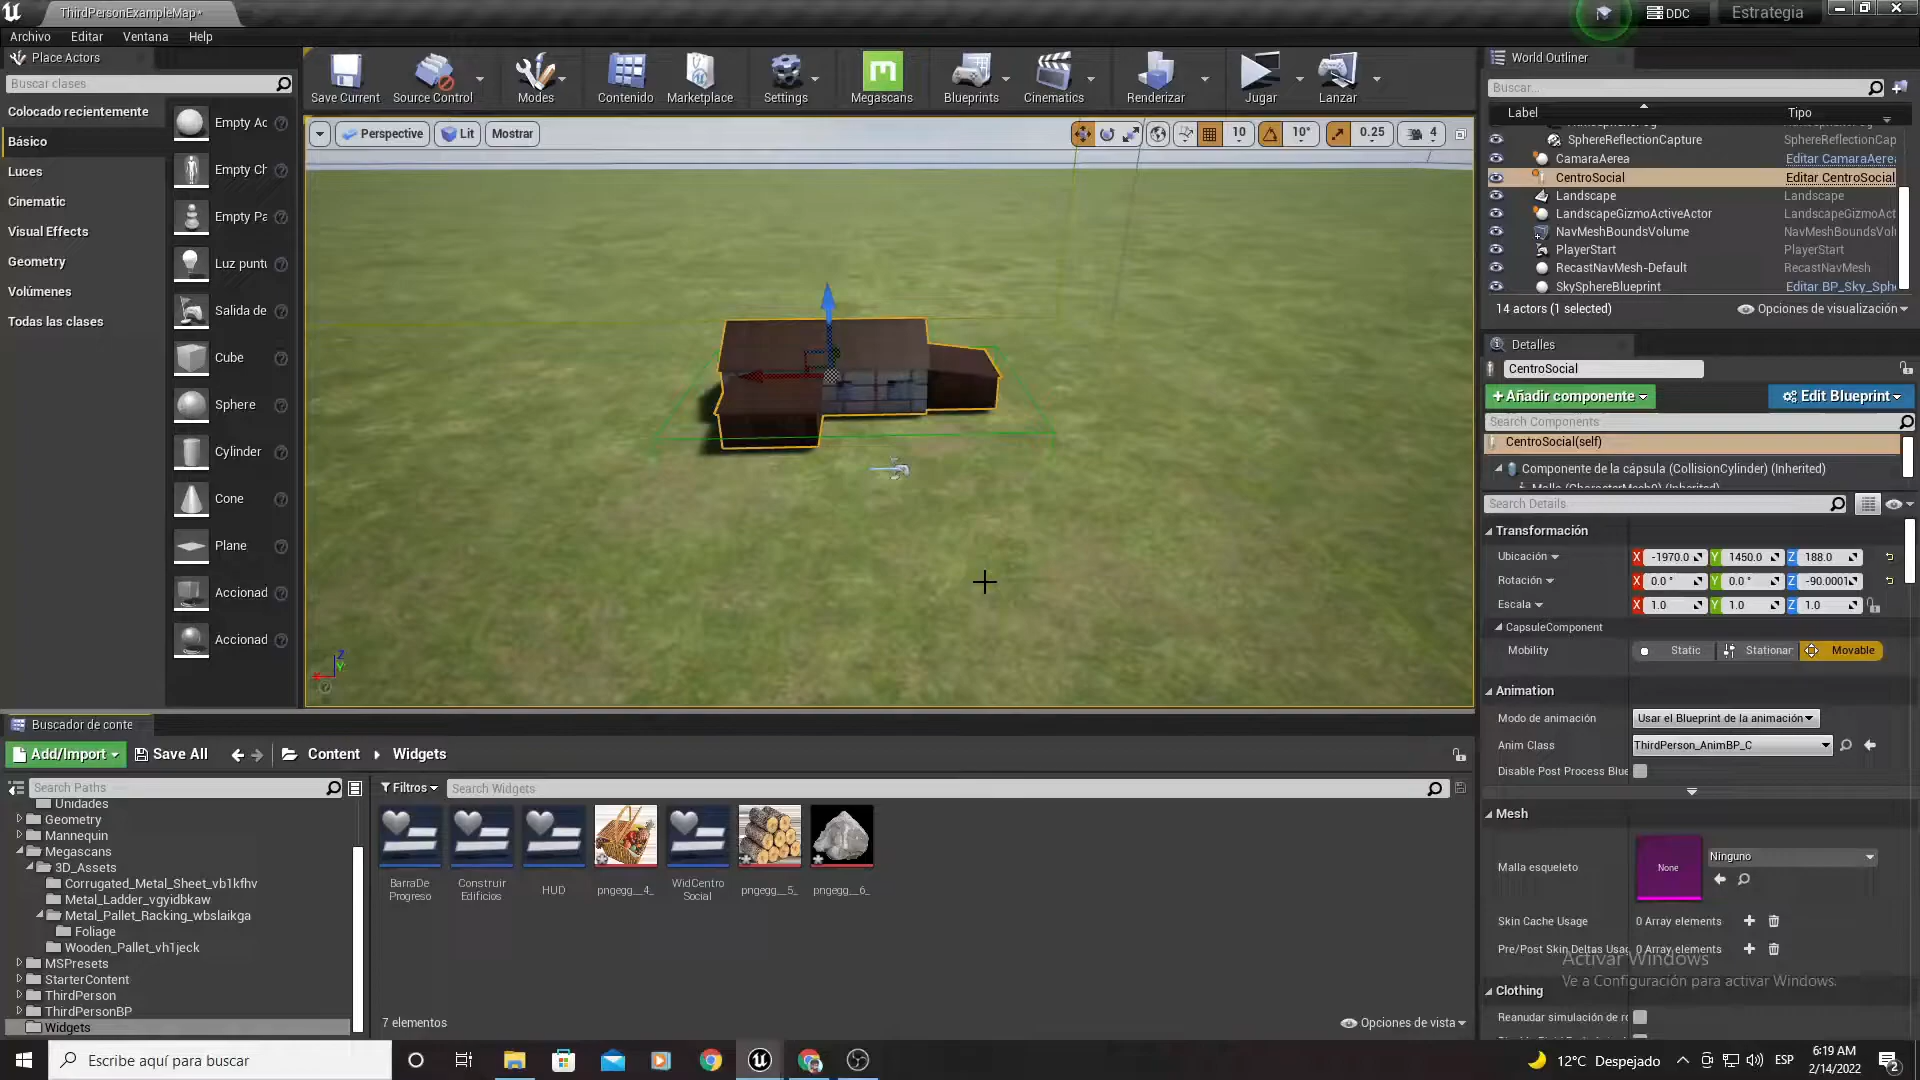 ThirdPersonExampleMap*
DDC
Estrategia
Archivo
Editar
Ventana
Help
Place Actors
Buscar clases
Colocado recientemente
Básico
Luces
Cinematic
Visual Effects
Geometry
Volúmenes
Todas las clases
Empty Ac
Empty Ch
Empty Pa
Luz puntu
Salida de
Cube
Sphere
Cylinder
Cone
Plane
Accionad
Accionad
Save Current
Source Control
Modes
Contenido
Marketplace
Settings
Megascans
Blueprints
Cinematics
Renderizar
Jugar
Lanzar
Perspective
Lit
Mostrar
10
10°
0.25
4
World Outliner
Buscar...
Label
Tipo
SphereReflectionCapture
SphereReflectionCap
CamaraAerea
Editar CamaraAerea
CentroSocial
Editar CentroSocial
Landscape
Landscape
LandscapeGizmoActiveActor
LandscapeGizmoAct
NavMeshBoundsVolume
NavMeshBoundsVolu
PlayerStart
PlayerStart
RecastNavMesh-Default
RecastNavMesh
SkySphereBlueprint
Editar BP_Sky_Sphe
14 actors (1 selected)
Opciones de visualización
Detalles
CentroSocial
+Añadir componente
Edit Blueprint
Search Components
CentroSocial(self)
Componente de la cápsula (CollisionCylinder) (Inherited)
Malla (CharacterMesh0) (Inherited)
Search Details
Transformación
Ubicación
X -1970.0 Y 1450.0 Z 188.0
Rotación
X 0.0 ° Y 0.0 ° Z -90.0001
Escala
X 1.0 Y 1.0 Z 1.0
CapsuleComponent
Mobility
Static
Stationar
Movable
Animation
Modo de animación
Usar el Blueprint de la animación
Anim Class
ThirdPerson_AnimBP_C
Disable Post Process Blue
Mesh
Malla esqueleto
None
Ninguno
Skin Cache Usage
0 Array elements
Pre/Post Skin Deltas Usag
0 Array elements
Clothing
Reanudar simulación de ro
Activar Windows
Ve a Configuración para activar Windows.
Buscador de conte
Add/Import
Save All
Content
Widgets
Search Paths
Filtros
Search Widgets
Unidades
Geometry
Mannequin
Megascans
3D_Assets
Corrugated_Metal_Sheet_vb1kfhv
Metal_Ladder_vgyidbkaw
Metal_Pallet_Racking_wbslaikga
Foliage
Wooden_Pallet_vh1jeck
MSPresets
StarterContent
ThirdPerson
ThirdPersonBP
Widgets
BarraDe
Progreso
Construir
Edificios
HUD
pngegg__4_
WidCentro
Social
pngegg__5_
pngegg__6_
7 elementos
Opciones de vista
Escribe aquí para buscar
12°C Despejado
ESP
6:19 AM
2/14/2022
2